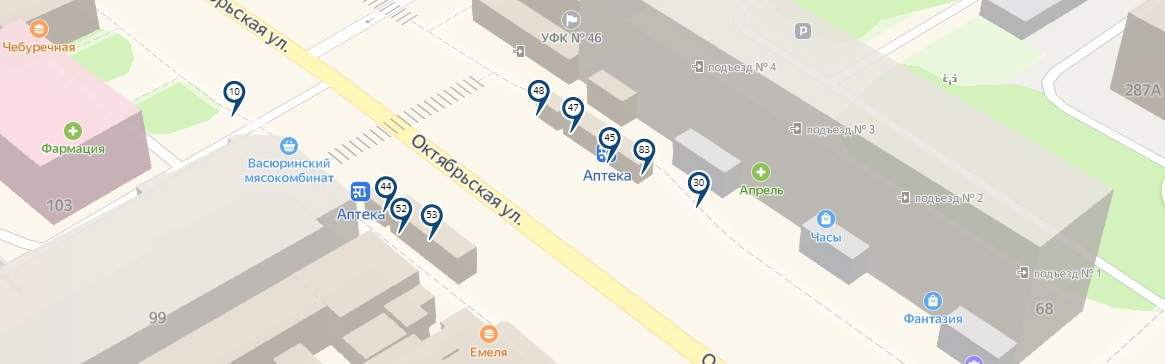 Октябрьская ул.
Чебуречная
УФК № 46
P
подъезд № 4
287А
10
48
47
Фармация
Васюринский
мясокомбинат
подъезд № 3
45
83
Октябрьская ул.
Аптека
Апрель
30
103
44
Аптека
52
53
подъезд № 2
Часы
подъезд № 1
99
Фантазия
68
Емеля
О